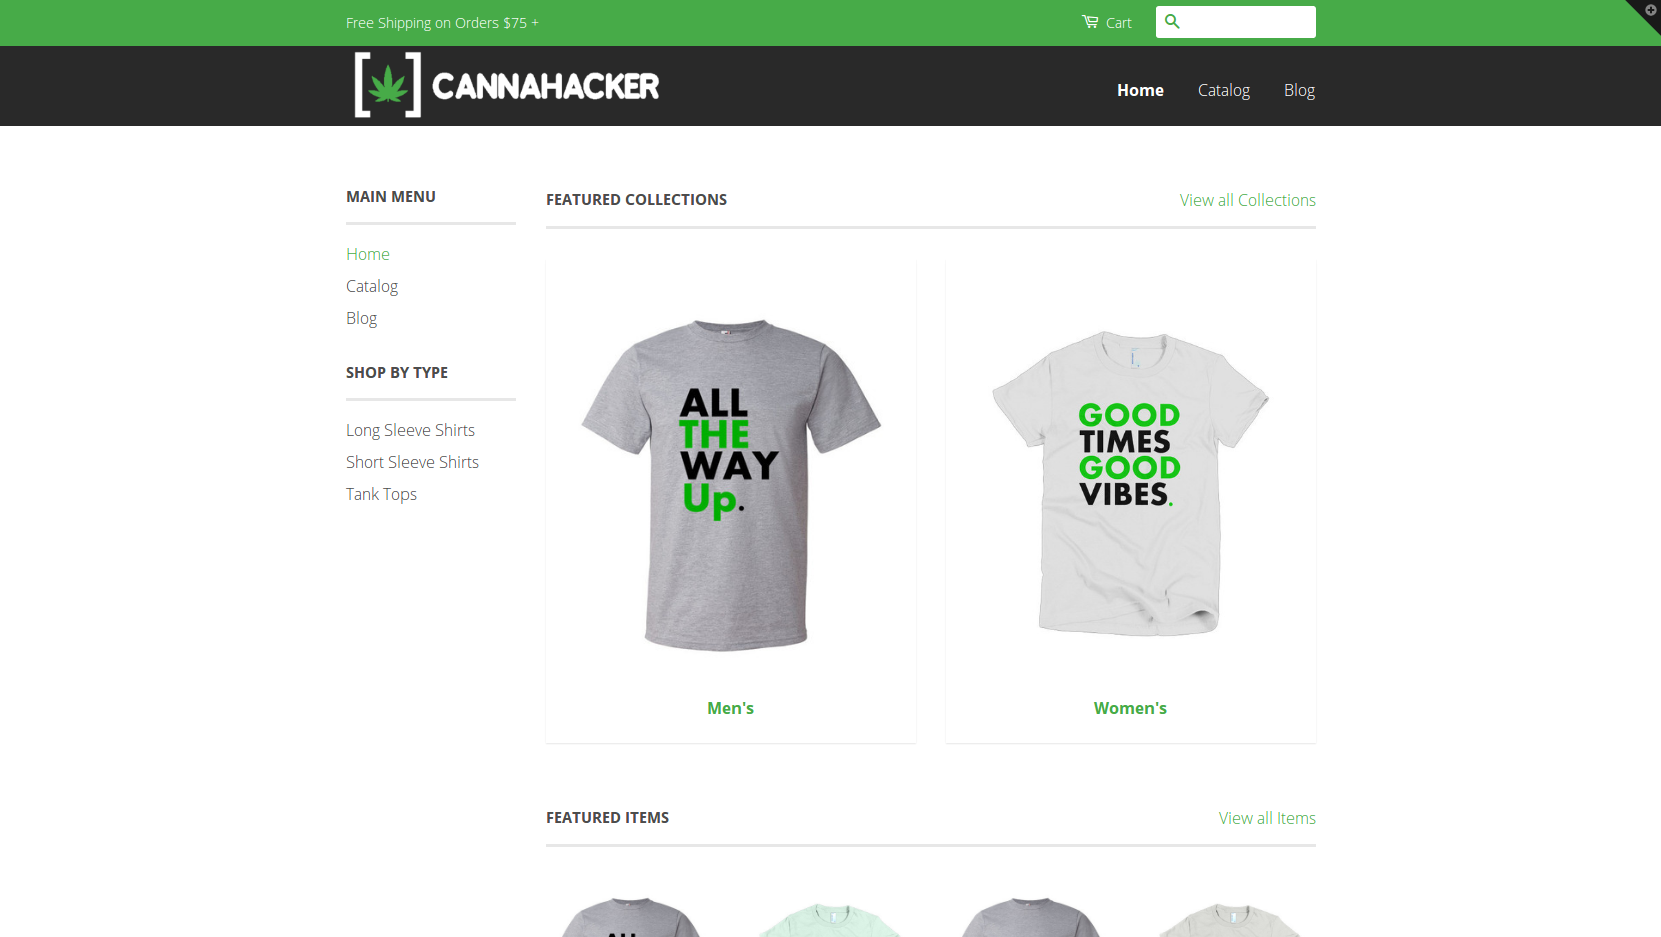 Free Shipping on Orders $75 +
Cart
CANNAHACKER
Home
Catalog
Blog
MAIN MENU
Home
Catalog
Blog
SHOP BY TYPE
Long Sleeve Shirts
Short Sleeve Shirts
Tank Tops
FEATURED COLLECTIONS
View all Collections
ALL
THE
WAY
Up.
Men's
GOOD
TIMES
GOOD
VIBES.
Women's
FEATURED ITEMS
View all Items